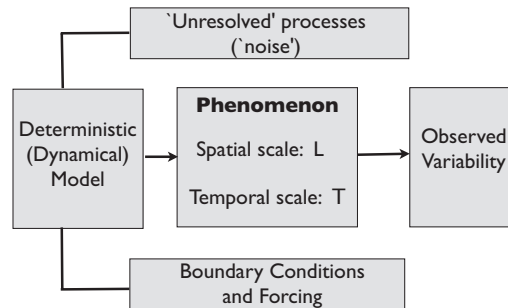 `Unresolved' processes
(`noise')
Deterministic
(Dynamical)
Model
Phenomenon
Spatial scale: L
Temporal scale: T
Observed
Variability
Boundary Conditions
and Forcing